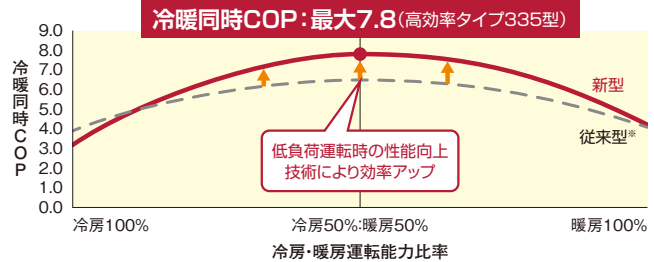 冷暖同時COP：最大7.8（高効率タイプ335型）
冷暖同時COP
9.0
8.0
7.0
6.0
5.0
4.0
3.0
2.0
1.0
0.0
新型
従来型※
低負荷運転時の性能向上
技術により効率アップ
冷房100%
冷房50%:暖房50%
暖房100%
冷房・暖房運転能力比率